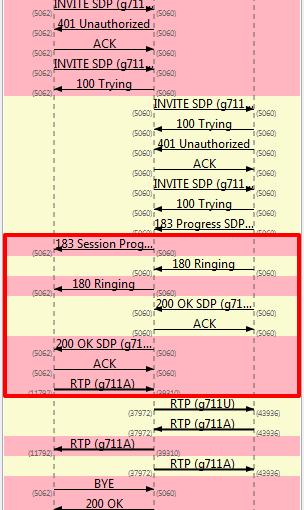 INVITE SDP (g711...
(5062) (5060)
401 Unauthorized
(5062) (5060)
ACK
(5062) (5060)
INVITE SDP (g711...
(5062) (5060)
100 Trying
(5062) (5060)
INVITE SDP (g711...
(5060) (5060)
100 Trying
(5060) (5060)
401 Unauthorized
(5060) (5060)
ACK
(5060) (5060)
INVITE SDP (g711...
(5060) (5060)
100 Trying
(5060) (5060)
183 Progress SDP...
(5060) (5060)
183 Session Prog...
(5062) (5060)
180 Ringing
(5060) (5060)
180 Ringing
(5062) (5060)
200 OK SDP (g71...
(5060) (5060)
ACK
(5060) (5060)
200 OK SDP (g71...
(5062) (5060)
ACK
(5062) (5060)
RTP (g711A)
(11792) (39310)
RTP (g711U)
(37972) (43936)
RTP (g711A)
(37972) (43936)
RTP (g711A)
(11792) (39310)
RTP (g711A)
(37972) (43936)
BYE
(5062) (5060)
200 OK